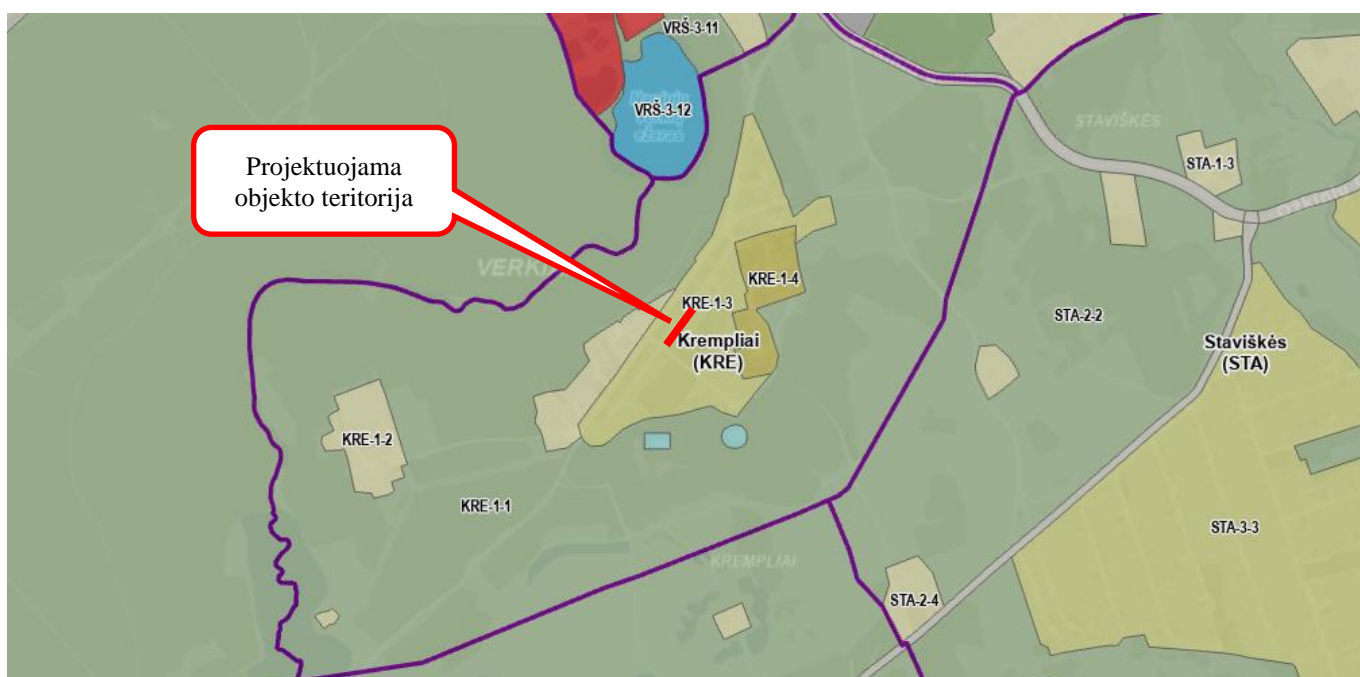 VRŠ-3-11
VRŠ-3-12
STAVIŠKĖS
STA-1-3
Projektuojama
objekto teritorija
KRE-1-4
KRE-1-3
STA-2-2
Krempliai
(KRE)
Staviškės
(STA)
KRE-1-2
KRE-1-1
STA-3-3
KREMPLIAI
STA-2-4